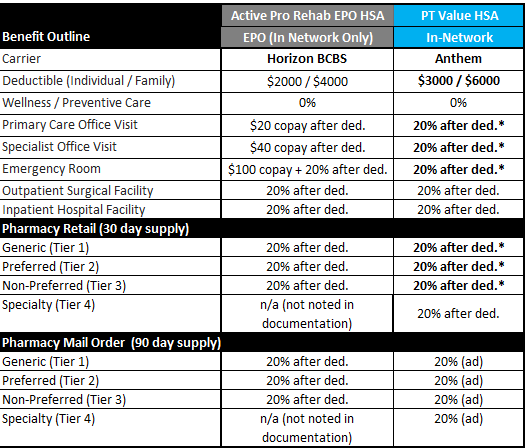 Active Pro Rehab EPO HSA PT Value HSA
Benefit Outline EPO (In Network Only) In-Network
Carrier Horizon BCBS Anthem
Deductible (Individual / Family) $2000 / $4000 $3000 / $6000
Wellness / Preventive Care 0% 0%
Primary Care Office Visit $20 copay after ded. 20% after ded.*
Specialist Office Visit $40 copay after ded. 20% after ded.*
Emergency Room $100 copay + 20% after ded. 20% after ded.*
Outpatient Surgical Facility 20% after ded. 20% after ded.
Inpatient Hospital Facility 20% after ded. 20% after ded.
Pharmacy Retail (30 day supply)
Generic (Tier 1) 20% after ded. 20% after ded.*
Preferred (Tier 2) 20% after ded. 20% after ded.*
Non-Preferred (Tier 3) 20% after ded. 20% after ded.*
Specialty (Tier 4) n/a (not noted in
documentation) 20% after ded.
Pharmacy Mail Order (90 day supply)
Generic (Tier 1) 20% after ded. 20% (ad)
Preferred (Tier 2) 20% after ded. 20% (ad)
Non-Preferred (Tier 3) 20% after ded. 20% (ad)
Specialty (Tier 4) n/a (not noted in 20% (ad)
documentation)